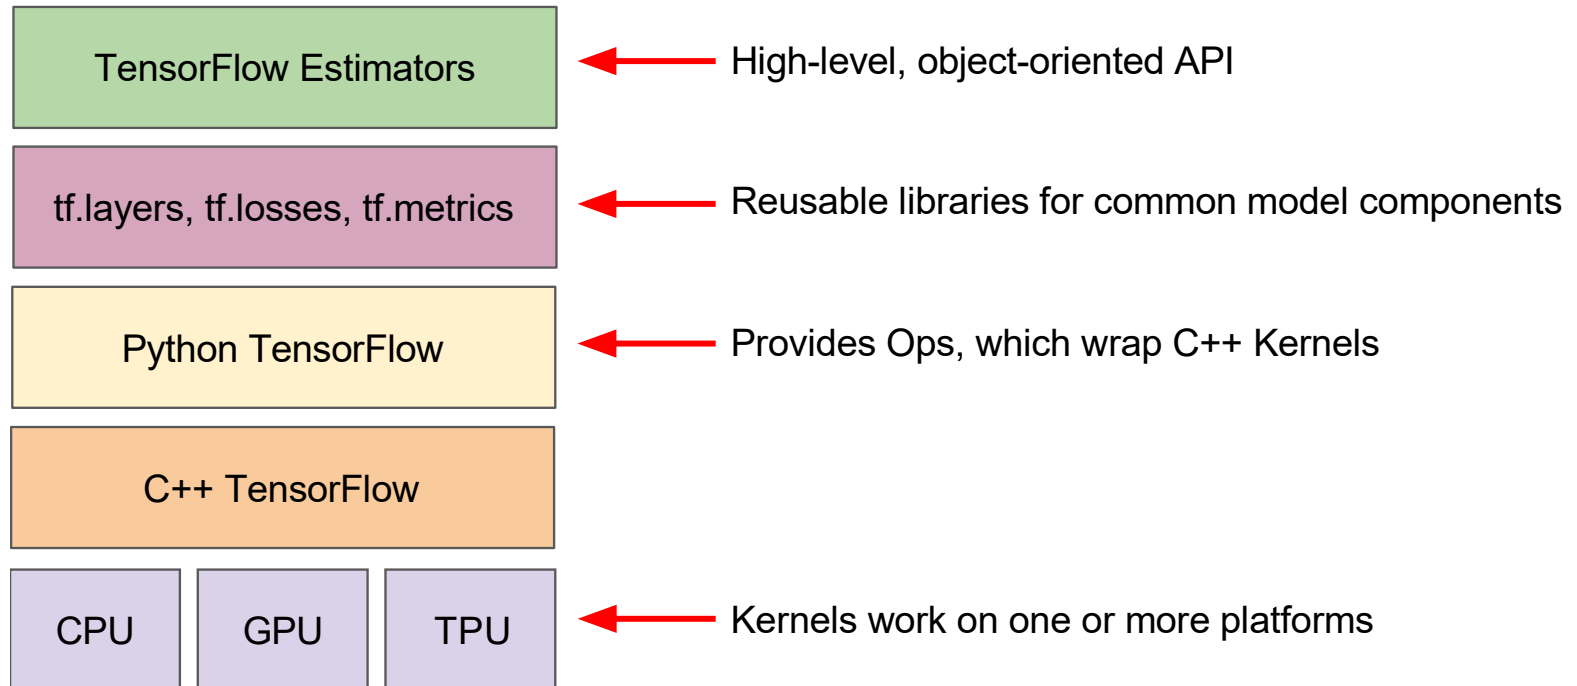 TensorFlow Estimators
High-level, object-oriented API
tf.layers, tf.losses, tf.metrics
Reusable libraries for common model components
Python TensorFlow
Provides Ops, which wrap C++ Kernels
C++ TensorFlow
CPU
GPU
TPU
Kernels work on one or more platforms